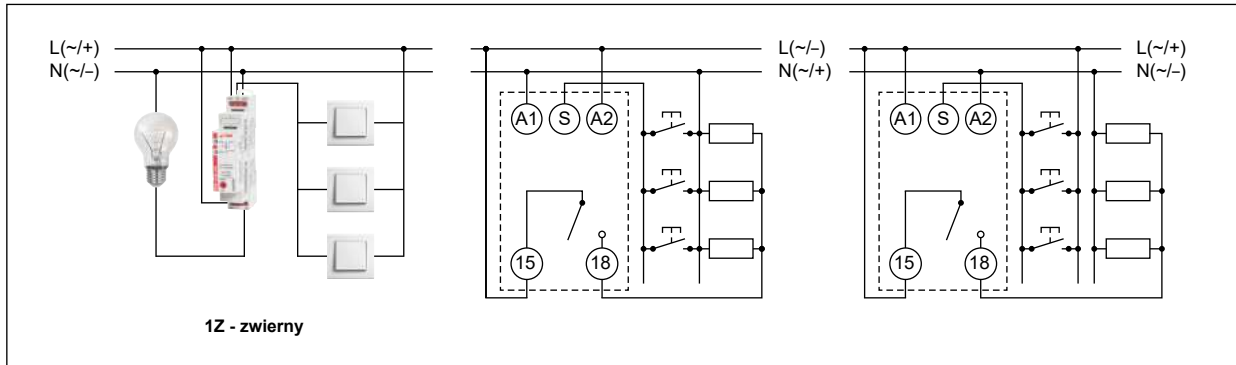 L(~/+)
N(~/–)
L(~/–)
N(~/+)
L(~/+)
N(~/–)
A1 S A2
15 18
A1 S A2
15 18
1Z - zwierny